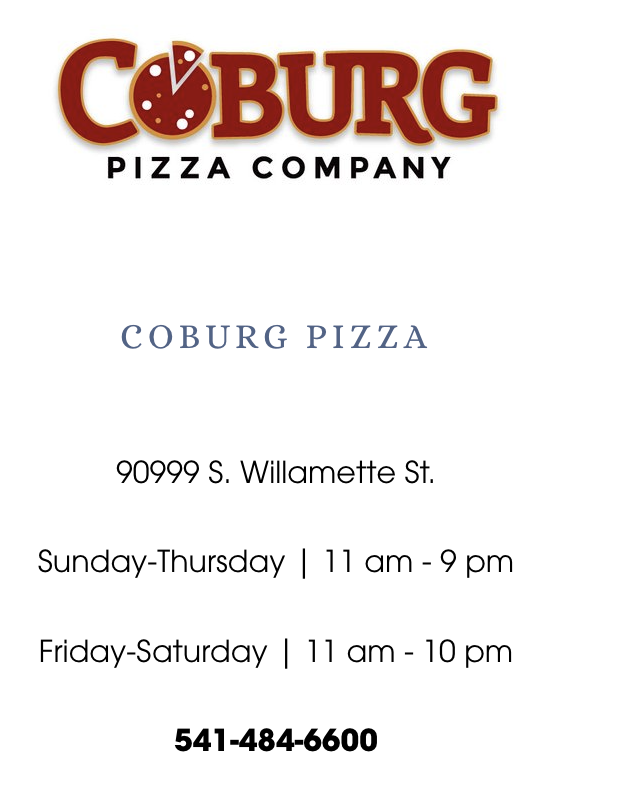 COBURG
PIZZA COMPANY
COBURG PIZZA
90999 S. Willamette St.
Sunday-Thursday | 11 am - 9 pm
Friday-Saturday | 11 am - 10 pm
541-484-6600